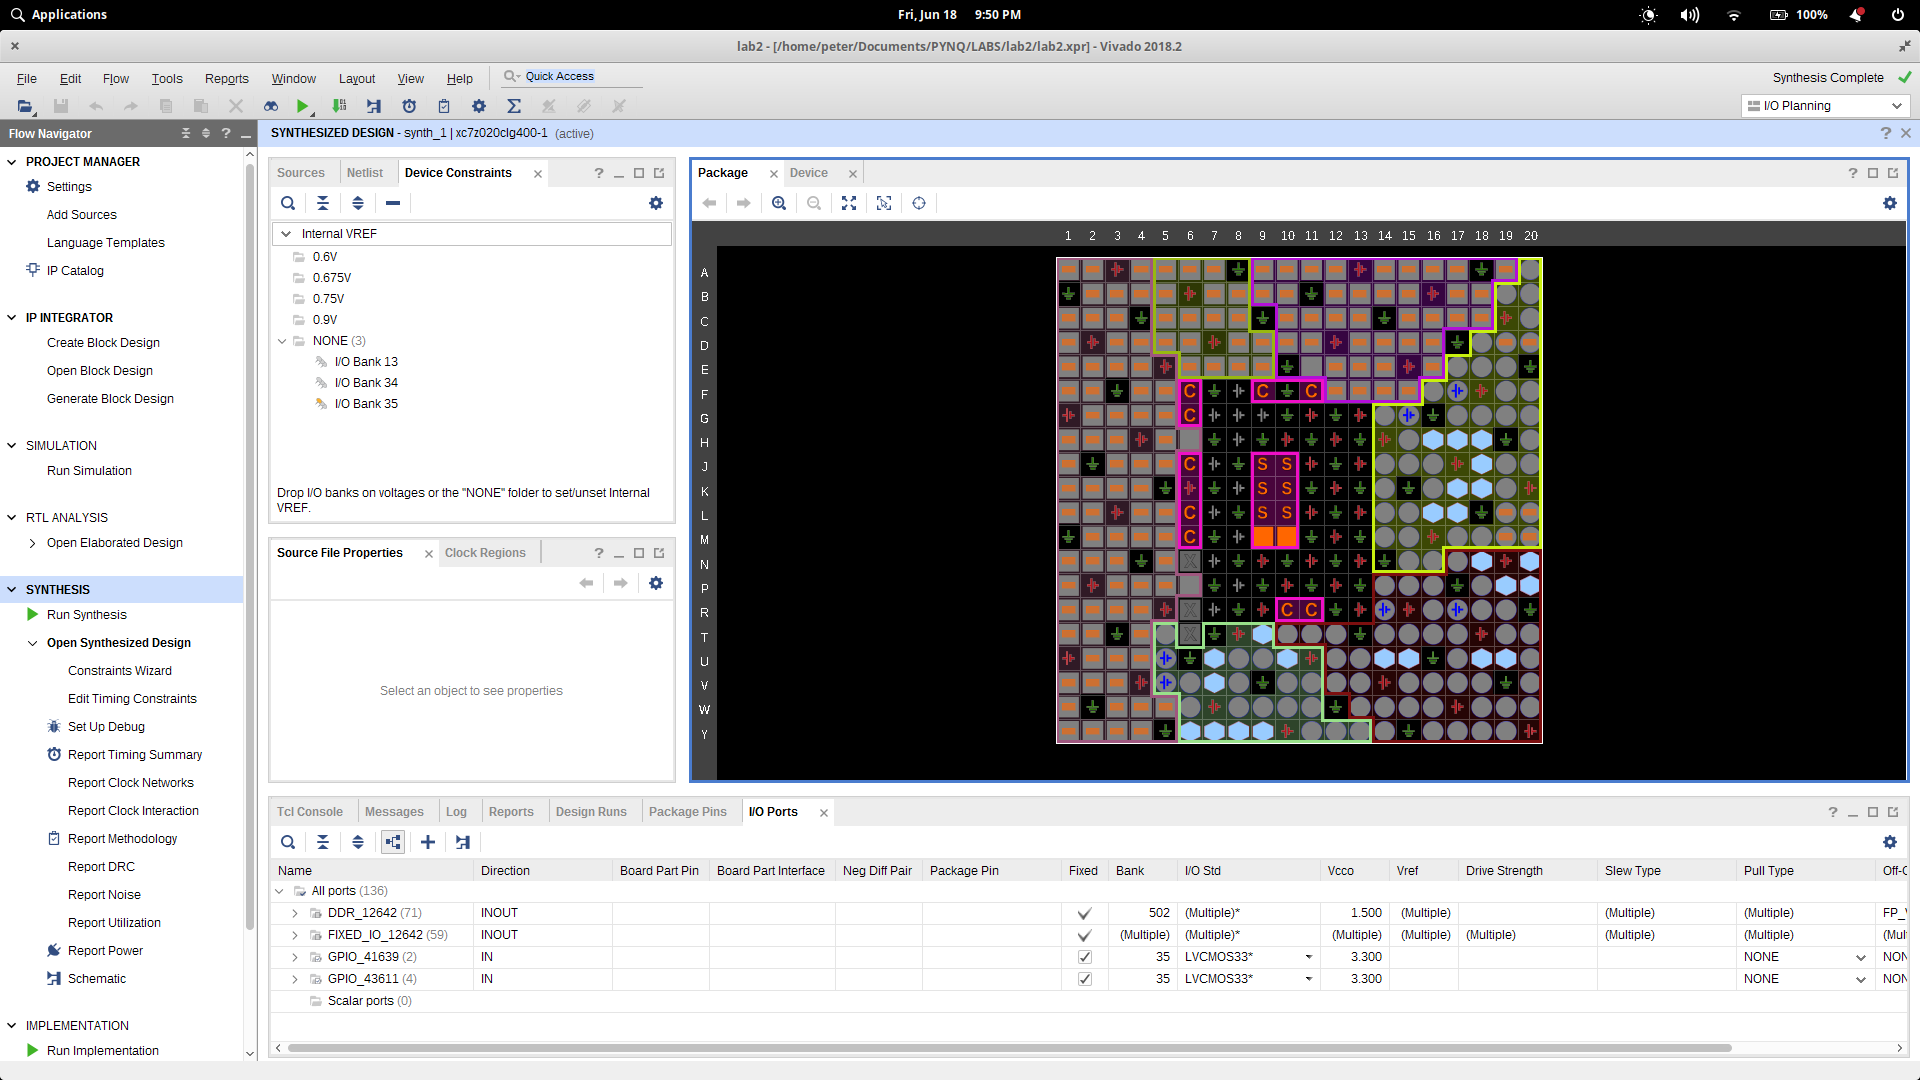 Applications
Fri, Jun 18 9:50 PM
100%
lab2 - [/home/peter/Documents/PYNQ/LABS/lab2/lab2.xpr] - Vivado 2018.2
File Edit Flow Tools Reports Window Layout View Help Quick Access
Synthesis Complete
I/O Planning
Flow Navigator
SYNTHESIZED DESIGN - synth_1 | xc7z020clg400-1 (active)
PROJECT MANAGER
Settings
Add Sources
Language Templates
IP Catalog
IP INTEGRATOR
Create Block Design
Open Block Design
Generate Block Design
SIMULATION
Run Simulation
RTL ANALYSIS
Open Elaborated Design
SYNTHESIS
Run Synthesis
Open Synthesized Design
Constraints Wizard
Edit Timing Constraints
Set Up Debug
Report Timing Summary
Report Clock Networks
Report Clock Interaction
Report Methodology
Report DRC
Report Noise
Report Utilization
Report Power
Schematic
IMPLEMENTATION
Run Implementation
Sources Netlist Device Constraints
Internal VREF
0.6V
0.675V
0.75V
0.9V
NONE (3)
I/O Bank 13
I/O Bank 34
I/O Bank 35
Drop I/O banks on voltages or the "NONE" folder to set/unset Internal
VREF.
Source File Properties Clock Regions
Select an object to see properties
Package Device
1 2 3 4 5 6 7 8 9 10 11 12 13 14 15 16 17 18 19 20
A
B
C
D
E
F C C C
G C
H
J C S S
K C S S
L C S S
M C
N X
P
R X C C
T X
U
V
W
Y
Tcl Console Messages Log Reports Design Runs Package Pins I/O Ports
Name Direction Board Part Pin Board Part Interface Neg Diff Pair Package Pin Fixed Bank I/O Std Vcco Vref Drive Strength Slew Type Pull Type Off-C
All ports (136)
DDR_12642 (71) INOUT 502 (Multiple)* 1.500 (Multiple) (Multiple) (Multiple) FP_
FIXED_IO_12642 (59) INOUT (Multiple) (Multiple)* (Multiple) (Multiple) (Multiple) (Multiple) (Multiple) (Mul
GPIO_41639 (2) IN 35 LVCMOS33* 3.300 NONE NON
GPIO_43611 (4) IN 35 LVCMOS33* 3.300 NONE NON
Scalar ports (0)